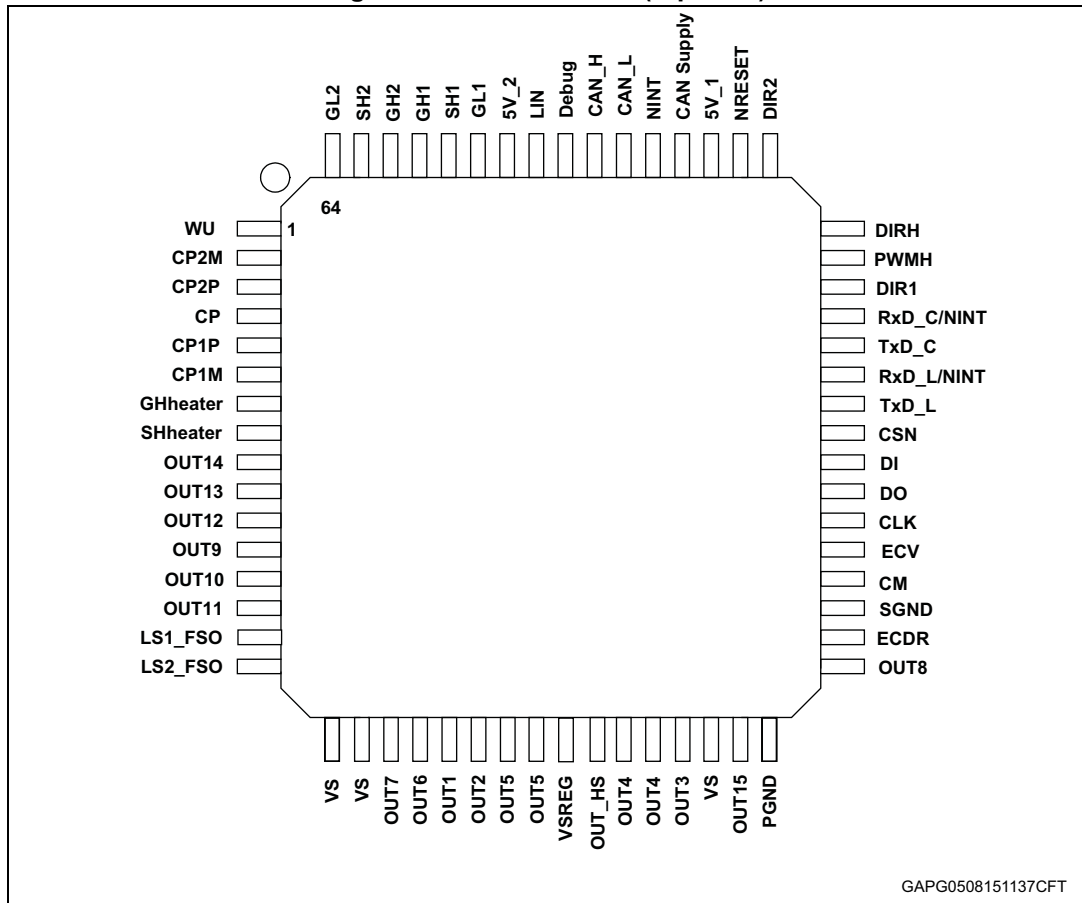 GL2
SH2
GH2
GH1
SH1
GL1
5V_2
LIN
Debug
CAN_H
CAN_L
NINT
CAN Supply
5V_1
NRESET
DIR2
64
1
WU
CP2M
CP2P
CP
CP1P
CP1M
GHheater
SHheater
OUT14
OUT13
OUT12
OUT9
OUT10
OUT11
LS1_FSO
LS2_FSO
DIRH
PWMH
DIR1
RxD_C/NINT
TxD_C
RxD_L/NINT
TxD_L
CSN
DI
DO
CLK
ECV
CM
SGND
ECDR
OUT8
VS
VS
OUT7
OUT6
OUT1
OUT2
OUT5
OUT5
VSREG
OUT_HS
OUT4
OUT4
OUT3
VS
OUT15
PGND
GAPG0508151137CFT